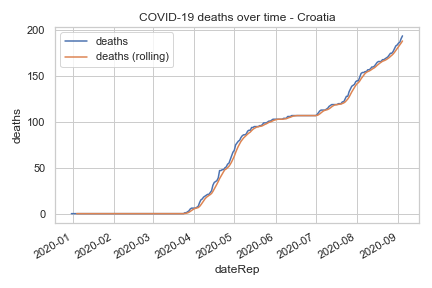 COVID-19 deaths over time - Croatia
deaths
deaths (rolling)
deaths
200
150
100
50
0
2020-01
2020-02
2020-03
2020-04
2020-05
2020-06
2020-07
2020-08
2020-09
dateRep